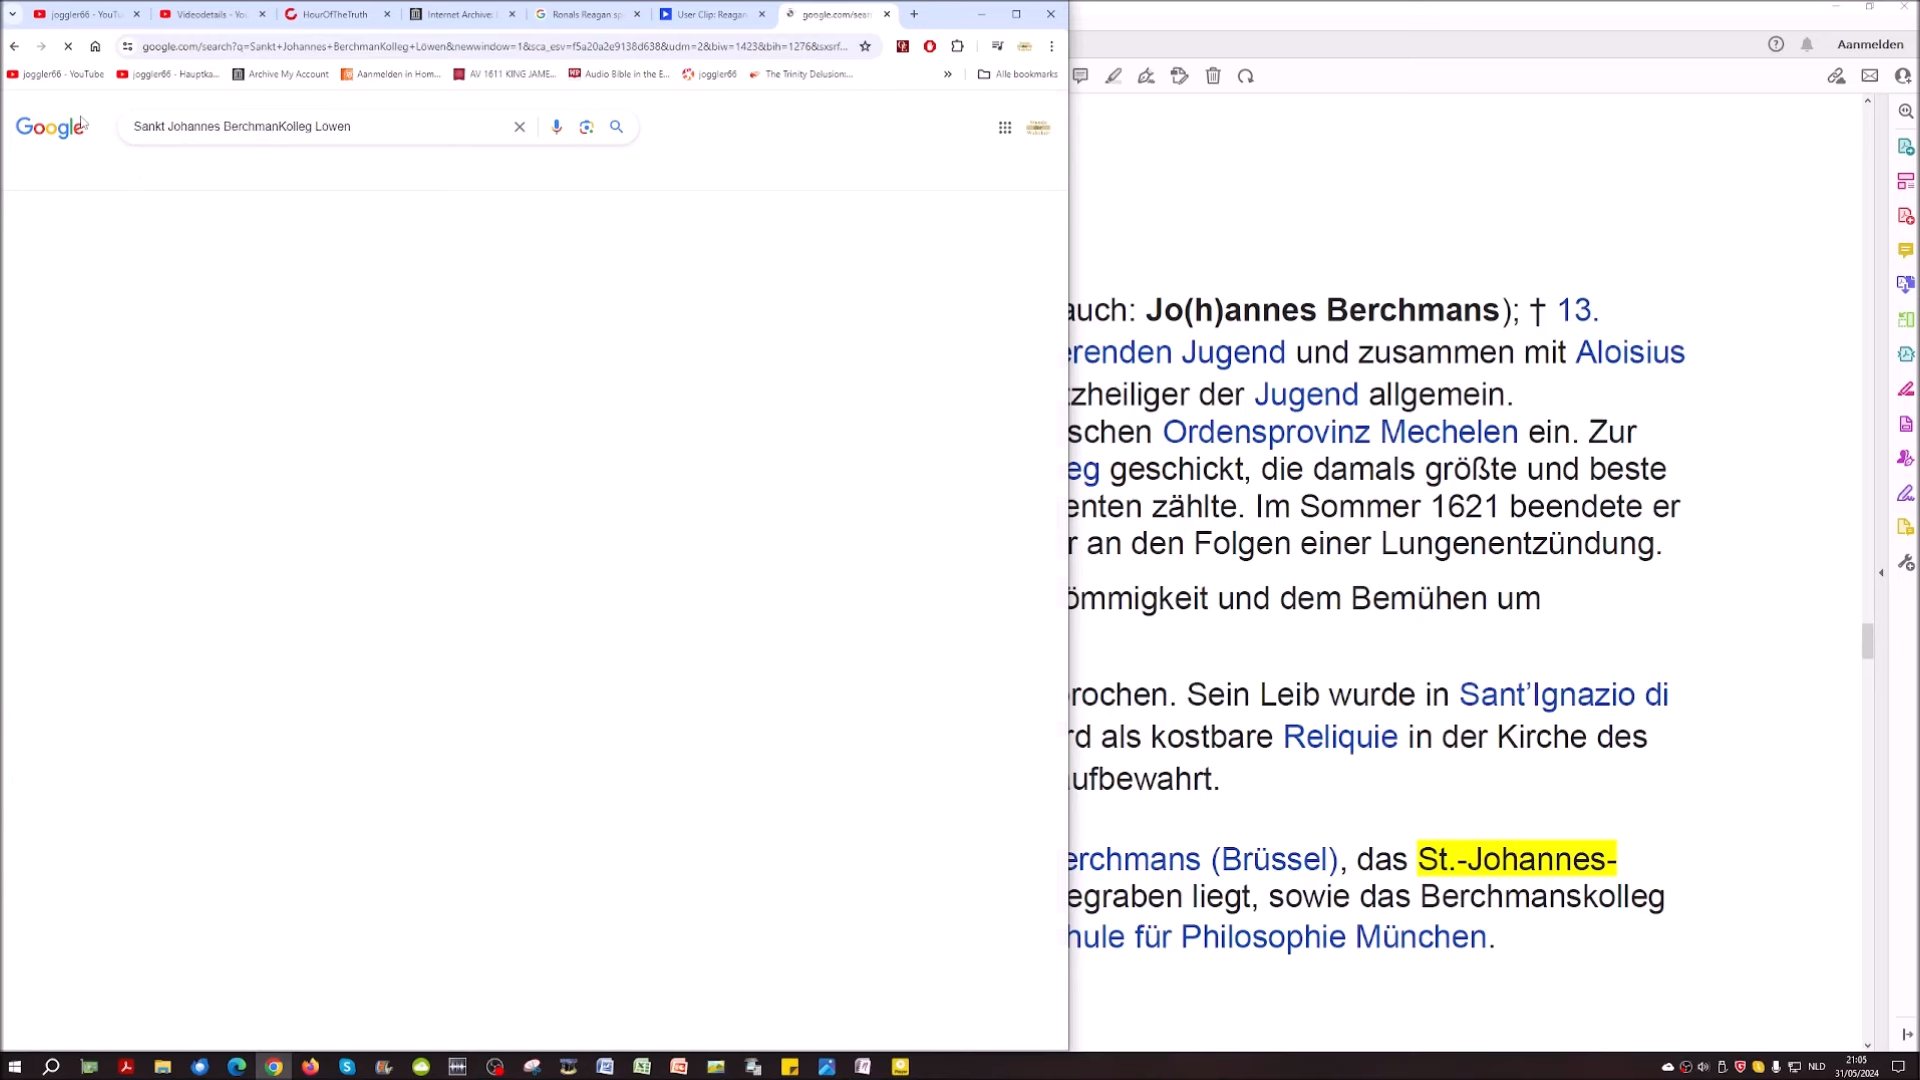 joggler66 - YouTu
Videodetails - You
HourOfTheTruth
Internet Archive:
Ronals Reagan sp
User Clip: Reagan
google.com/sear
google.com/search?q=Sankt+Johannes+BerchmanKolleg+Löwen&newwindow=1&sca_esv=f5a20a2e9138d638&udm=2&biw=1423&bih=1276&sxsrf...
Aanmelden
joggler66 - YouTube
joggler66 - Hauptka...
Archive My Account
Aanmelden in Hom...
AV 1611 KING JAME...
Audio Bible in the E...
joggler66
The Trinity Delusion:...
»
Alle bookmarks
Google
Sankt Johannes BerchmanKolleg Löwen
auch: Jo(h)annes Berchmans); † 13.
erenden Jugend und zusammen mit Aloisius
tzheiliger der Jugend allgemein.
schen Ordensprovinz Mechelen ein. Zur
eg geschickt, die damals größte und beste
enten zählte. Im Sommer 1621 beendete er
r an den Folgen einer Lungenentzündung.
ömmigkeit und dem Bemühen um
rochen. Sein Leib wurde in Sant’Ignazio di
rd als kostbare Reliquie in der Kirche des
ufbewahrt.
erchmans (Brüssel), das St.-Johannes-
egraben liegt, sowie das Berchmanskolleg
hule für Philosophie München.
NLD
21:05
31/05/2024